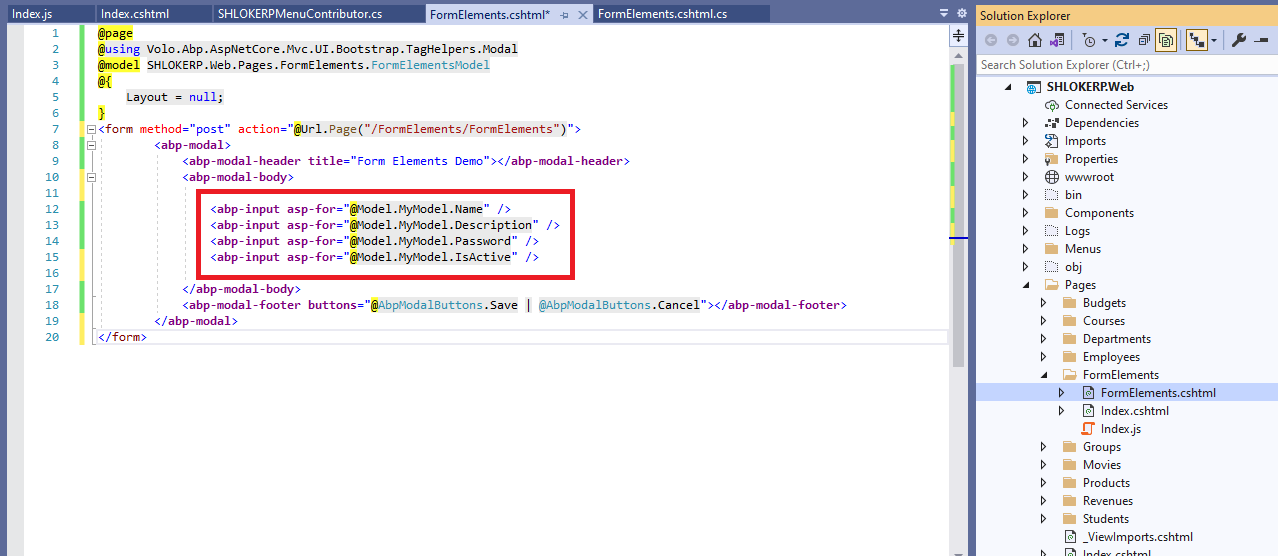 Index.js Index.cshtml SHLOKERPMenuContributor.cs FormElements.cshtml* FormElements.cshtml.cs
1 @page
2 @using Volo.Abp.AspNetCore.Mvc.UI.Bootstrap.TagHelpers.Modal
3 @model SHLOKERP.Web.Pages.FormElements.FormElementsModel
4 @{
5 Layout = null;
6 }
7 <form method="post" action="@Url.Page("/FormElements/FormElements")">
8 <abp-modal>
9 <abp-modal-header title="Form Elements Demo"></abp-modal-header>
10 <abp-modal-body>
11
12 <abp-input asp-for="@Model.MyModel.Name" />
13 <abp-input asp-for="@Model.MyModel.Description" />
14 <abp-input asp-for="@Model.MyModel.Password" />
15 <abp-input asp-for="@Model.MyModel.IsActive" />
16
17 </abp-modal-body>
18 <abp-modal-footer buttons="@AbpModalButtons.Save | @AbpModalButtons.Cancel"></abp-modal-footer>
19 </abp-modal>
20 </form>
Solution Explorer
Search Solution Explorer (Ctrl+;)
SHLOKERP.Web
Connected Services
Dependencies
Imports
Properties
wwwroot
bin
Components
Logs
Menus
obj
Pages
Budgets
Courses
Departments
Employees
FormElements
FormElements.cshtml
Index.cshtml
Index.js
Groups
Movies
Products
Revenues
Students
_ViewImports.cshtml
Index.cshtml